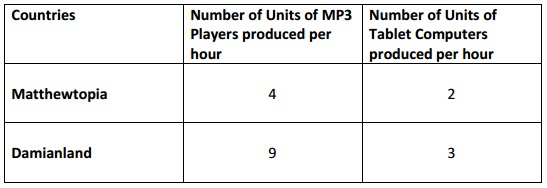 Countries Number of Units of MP3 Number of Units of
Players produced per Tablet Computers
hour produced per hour
Matthewtopia 4 2
Damianland 9 3